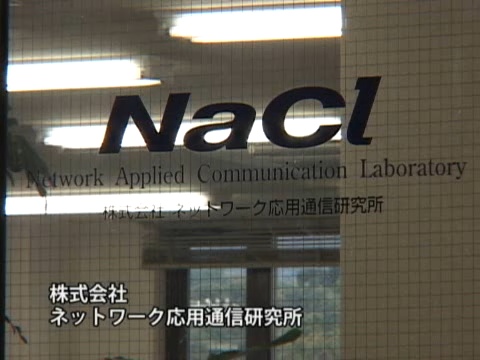 NaCl
Network Applied Communication Laboratory
株式会社 ネットワーク応用通信研究所
株式会社
ネットワーク応用通信研究所